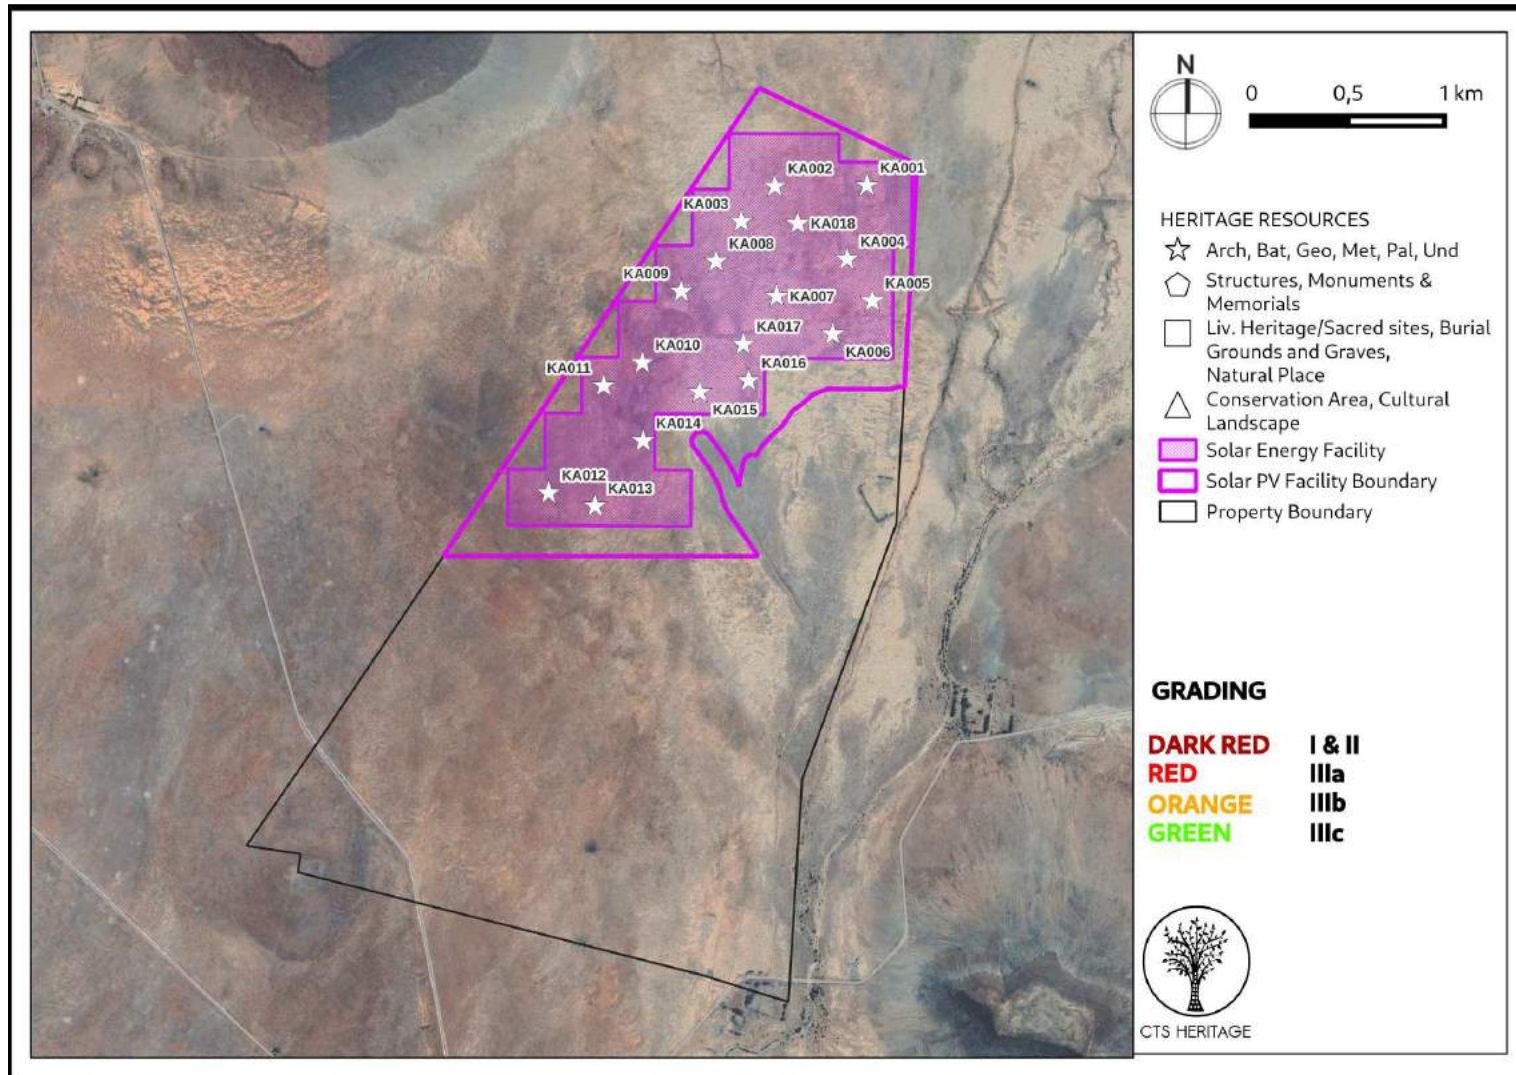 N
0 0,5 1 km
KA002 KA001
KA003
KA018
KA008 KA004
KA009
KA007 KA005
KA017
KA010 KA006
KA011 KA016
KA015
KA014
KA012
KA013
HERITAGE RESOURCES
Arch, Bat, Geo, Met, Pal, Und
Structures, Monuments &
Memorials
Liv. Heritage/Sacred sites, Burial
Grounds and Graves,
Natural Place
Conservation Area, Cultural
Landscape
Solar Energy Facility
Solar PV Facility Boundary
Property Boundary
GRADING
DARK RED I & II
RED IIIa
ORANGE IIIb
GREEN IIIc
CTS HERITAGE